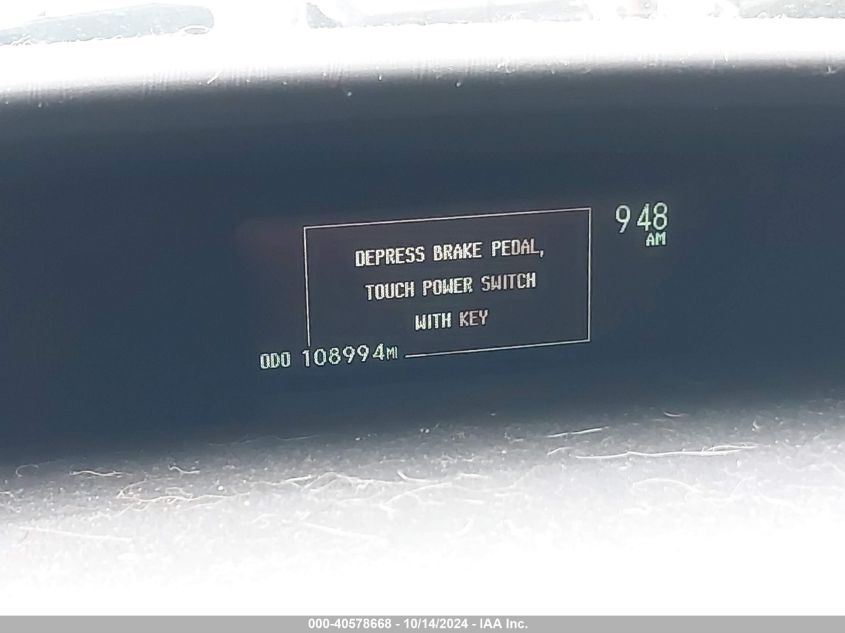 948
AM
DEPRESS BRAKE PEDAL,
TOUCH POWER SWITCH
WITH KEY
ODO 108994MI
000-40578668 - 10/14/2024 - IAA Inc.